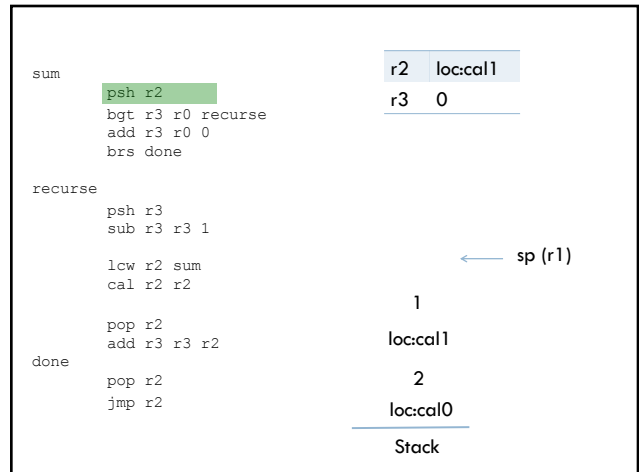 sum
psh r2
bgt r3 r0 recurse
add r3 r0 0
brs done
recurse
psh r3
sub r3 r3 1
lcw r2 sum
cal r2 r2
pop r2
add r3 r3 r2
done
pop r2
jmp r2
r2 loc:cal1
r3 0
sp (r1)
1
loc:cal1
2
loc:cal0
Stack